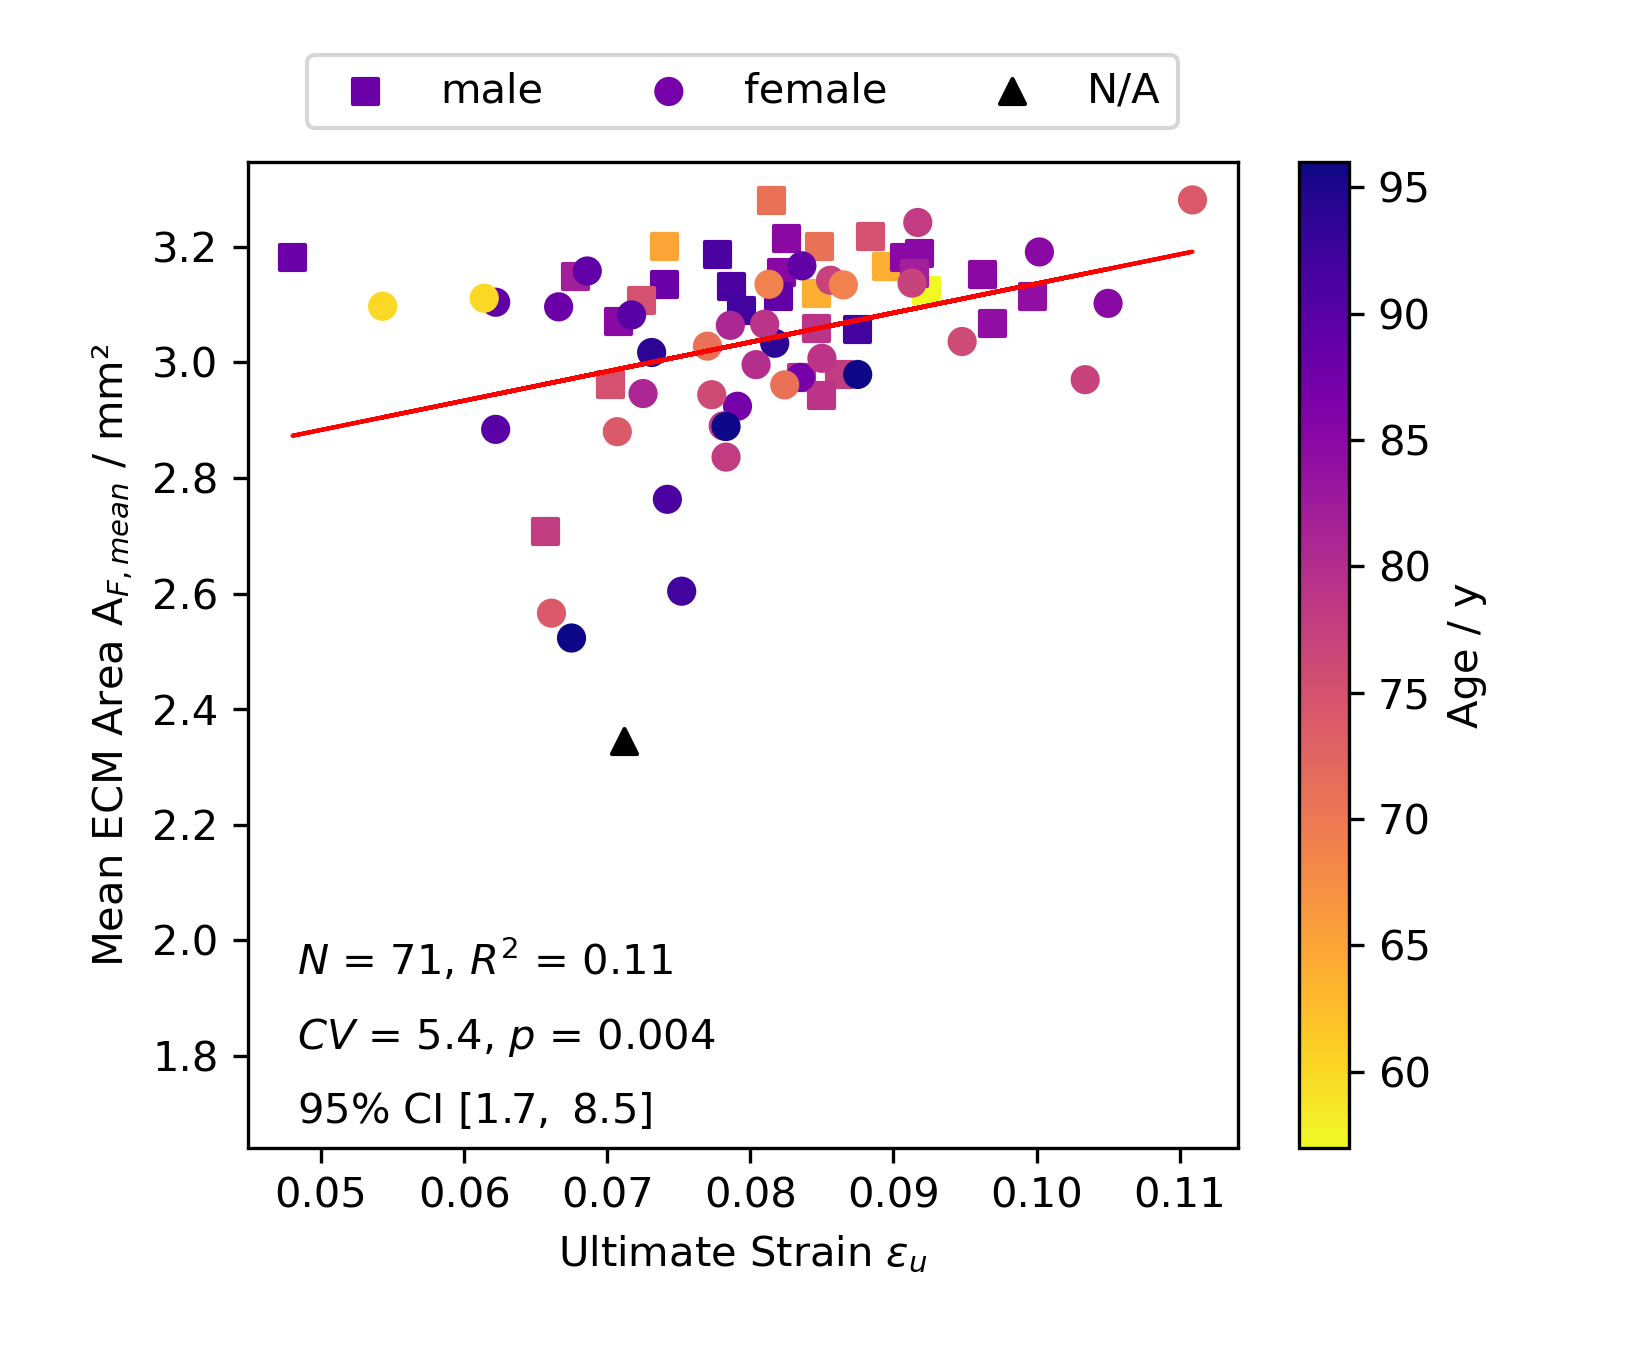 male female N/A
3.2
3.0
2.8
2.6
2.4
2.2
2.0
1.8
Mean ECM Area A_{F, mean} / mm²
N = 71, R² = 0.11
CV = 5.4, p = 0.004
95% CI [1.7, 8.5]
0.05 0.06 0.07 0.08 0.09 0.10 0.11
Ultimate Strain ε_u
95
90
85
80
75
70
65
60
Age / y